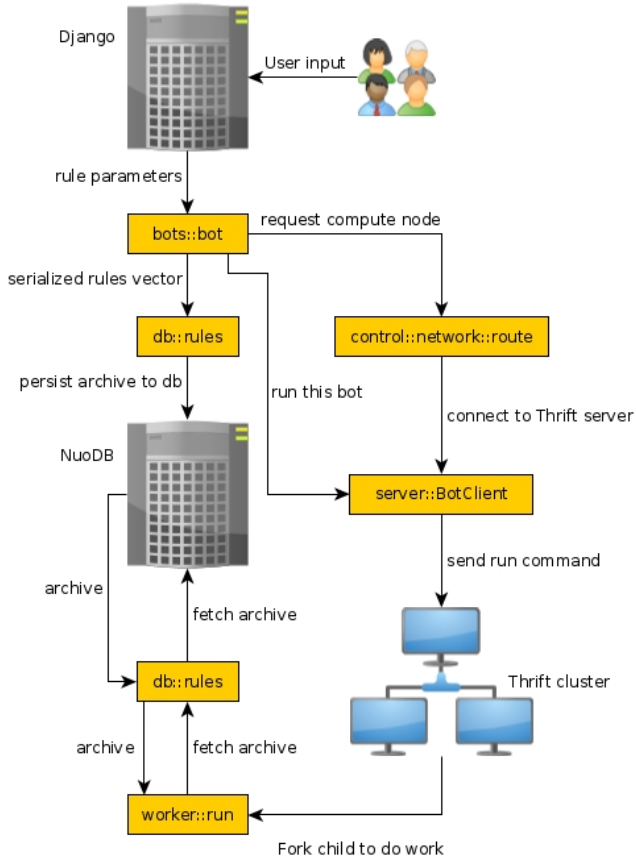 Django
User input
rule parameters
bots::bot
request compute node
serialized rules vector
db::rules
control::network::route
persist archive to db
run this bot
connect to Thrift server
NuoDB
server::BotClient
send run command
archive
fetch archive
db::rules
Thrift cluster
archive
fetch archive
worker::run
Fork child to do work